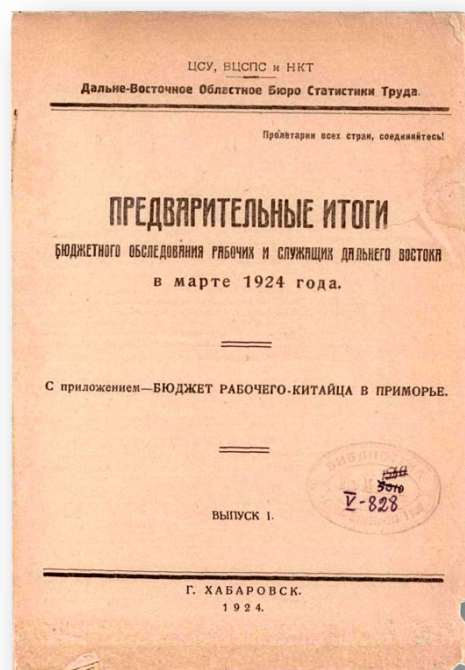 ЦСУ, ВЦСПС и НКТ
Дальне-Восточное Областное Бюро Статистики Труда.
Пролетарии всех стран, соединяйтесь!
ПРЕДВАРИТЕЛЬНЫЕ ИТОГИ
БЮДЖЕТНОГО ОБСЛЕДОВАНИЯ РАБОЧИХ И СЛУЖАЩИХ ДАЛЬНЕГО ВОСТОКА
в марте 1924 года.
С приложением—БЮДЖЕТ РАБОЧЕГО-КИТАЙЦА В ПРИМОРЬЕ.
БИБЛИОТЕКА
V-828
ВЫПУСК I.
Г. ХАБАРОВСК.
1924.